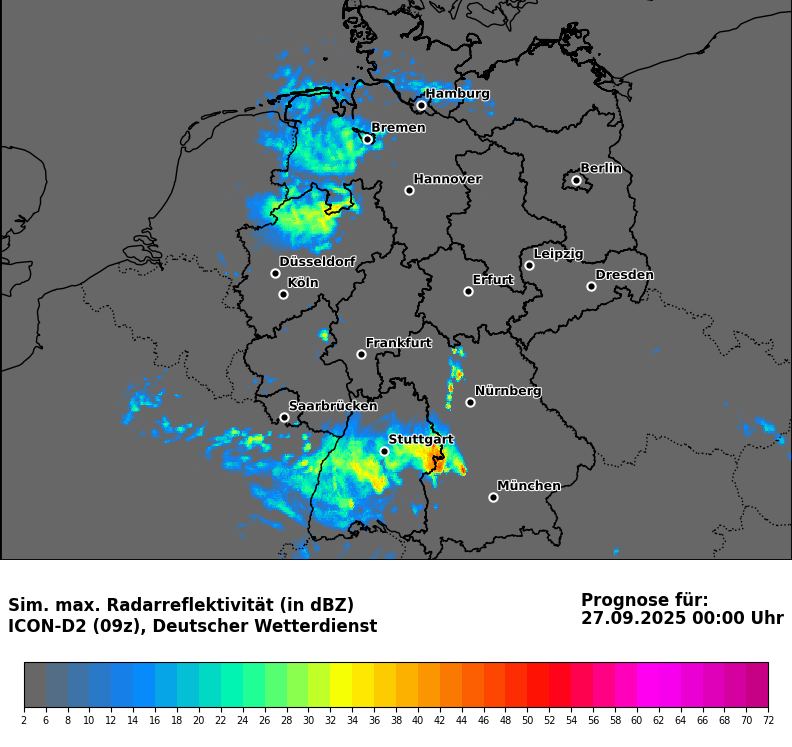 Hamburg
Bremen
Hannover
Berlin
Düsseldorf
Köln
Leipzig
Erfurt
Dresden
Frankfurt
Nürnberg
Saarbrücken
Stuttgart
München
Sim. max. Radarreflektivität (in dBZ)
ICON-D2 (09z), Deutscher Wetterdienst
Prognose für:
27.09.2025 00:00 Uhr
2 6 8 10 12 14 16 18 20 22 24 26 28 30 32 34 36 38 40 42 44 46 48 50 52 54 56 58 60 62 64 66 68 70 72